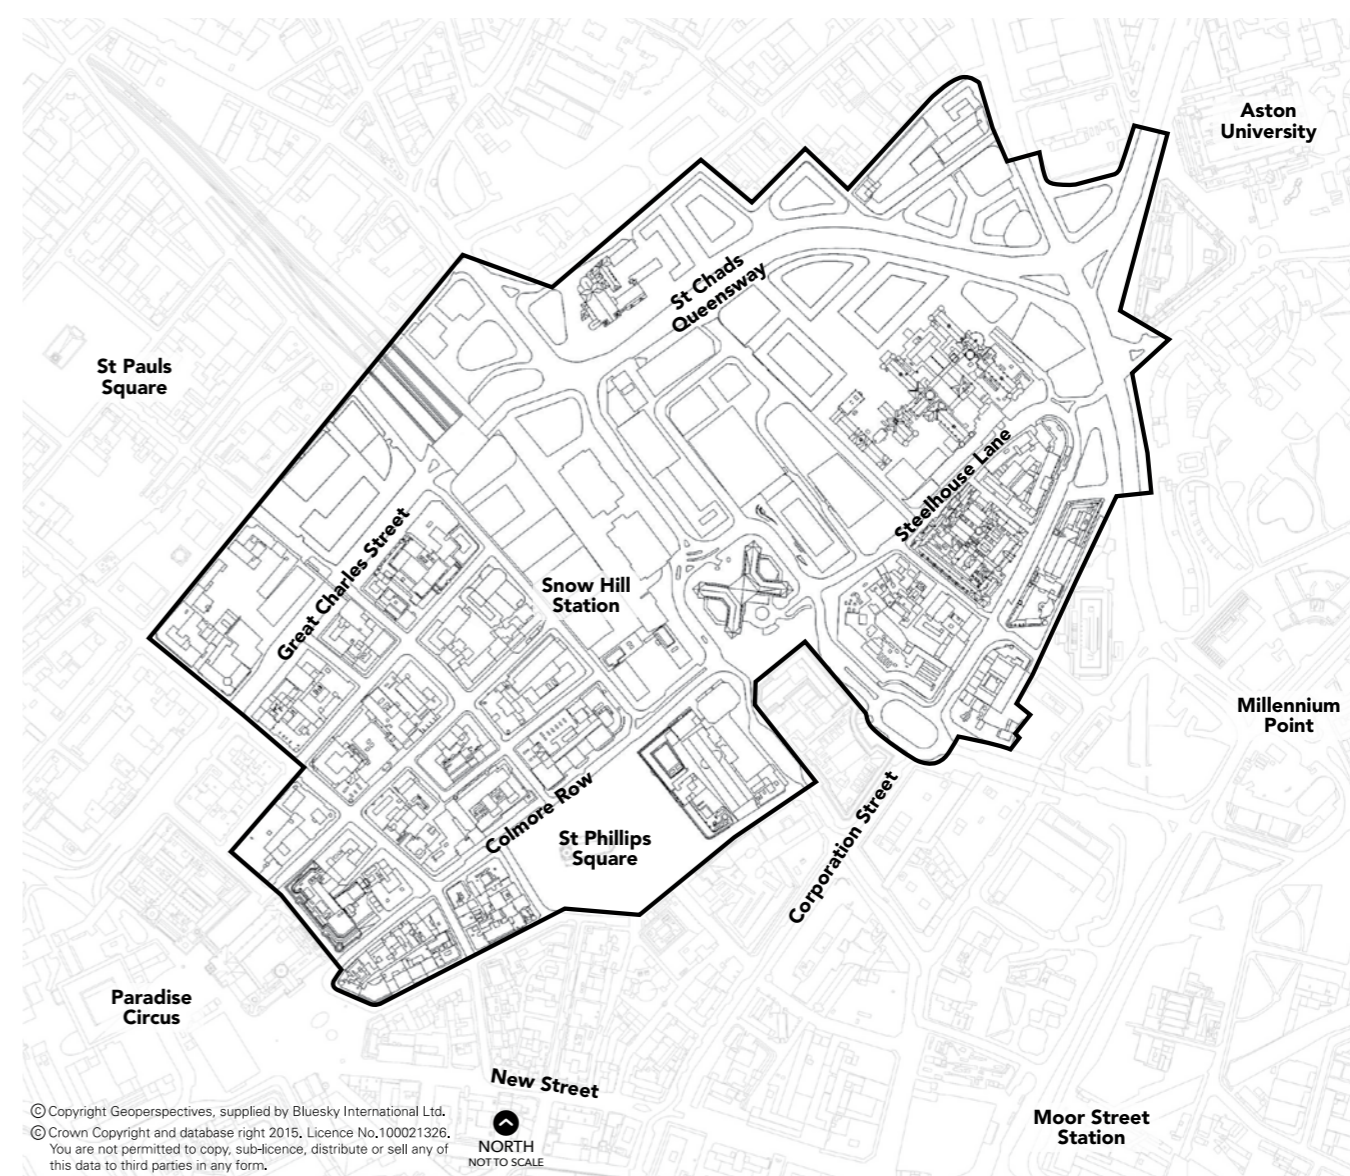 Aston
University
St Chads
Queensway
St Pauls
Square
Steelhouse Lane
Great Charles Street
Snow Hill
Station
Millennium
Point
Colmore Row
St Phillips
Square
Corporation Street
Paradise
Circus
New Street
Moor Street
Station
© Copyright Geoperspectives, supplied by Bluesky International Ltd.
© Crown Copyright and database right 2015. Licence No.100021326.
You are not permitted to copy, sub-licence, distribute or sell any of
this data to third parties in any form.
NORTH
NOT TO SCALE